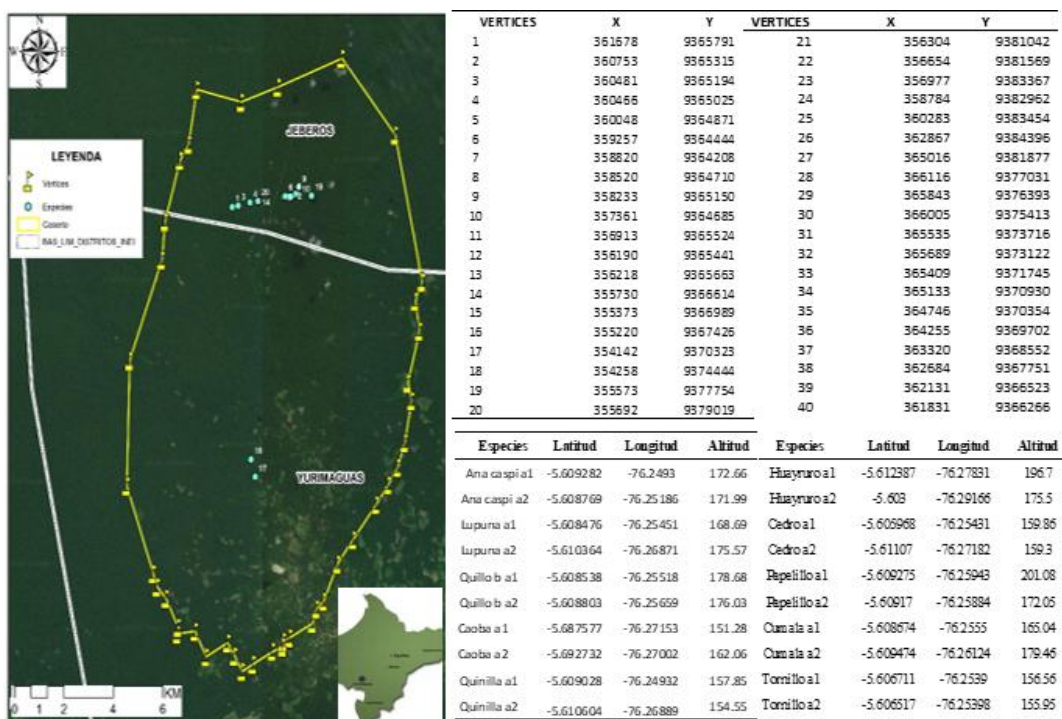 N
W E
S
JEBEROS
LEYENDA
Vertices
Especies
Caserio
BAS_LIM_DISTRITOS_INEI
YURIMAGUAS
16
17
0 1 2 4 6
KM
VERTICES X Y VERTICES X Y
1 361678 9365791 21 356304 9381042
2 360753 9365315 22 356654 9381569
3 360481 9365194 23 356977 9383367
4 360466 9365025 24 358784 9382962
5 360048 9364871 25 360283 9383454
6 359257 9364444 26 362867 9384396
7 358820 9364208 27 365016 9381877
8 358520 9364710 28 366116 9377031
9 358233 9365150 29 365843 9376393
10 357361 9364685 30 366005 9375413
11 356913 9365524 31 365535 9373716
12 356190 9365441 32 365689 9373122
13 356218 9365663 33 365409 9371745
14 355730 9366614 34 365133 9370930
15 355373 9366989 35 364746 9370354
16 355220 9367426 36 364255 9369702
17 354142 9370323 37 363320 9368552
18 354258 9374444 38 362684 9367751
19 355573 9377754 39 362131 9366523
20 355692 9379019 40 361831 9366266
Especies Latitud Longitud Altitud Especies Latitud Longitud Altitud
Ana caspi a1 -5.609282 -76.2493 172.66 Huayruro a1 -5.612387 -76.27831 196.7
Ana caspi a2 -5.608769 -76.25186 171.99 Huayruro a2 -5.603 -76.29166 175.5
Lupuna a1 -5.608476 -76.25451 168.69 Cedro a1 -5.605968 -76.25431 159.86
Lupuna a2 -5.610364 -76.26871 175.57 Cedro a2 -5.61107 -76.27182 159.3
Quillo b a1 -5.608538 -76.25518 178.68 Papelillo a1 -5.609275 -76.25943 201.08
Quillo b a2 -5.608803 -76.25659 176.03 Papelillo a2 -5.60917 -76.25884 172.05
Caoba a1 -5.687577 -76.27153 151.28 Cumala a1 -5.608674 -76.2555 165.04
Caoba a2 -5.692732 -76.27002 162.06 Cumala a2 -5.609474 -76.26124 179.46
Quinilla a1 -5.609028 -76.24932 157.85 Tornillo a1 -5.606711 -76.2539 156.56
Quinilla a2 -5.610604 -76.26889 154.55 Tornillo a2 -5.606517 -76.25398 155.95